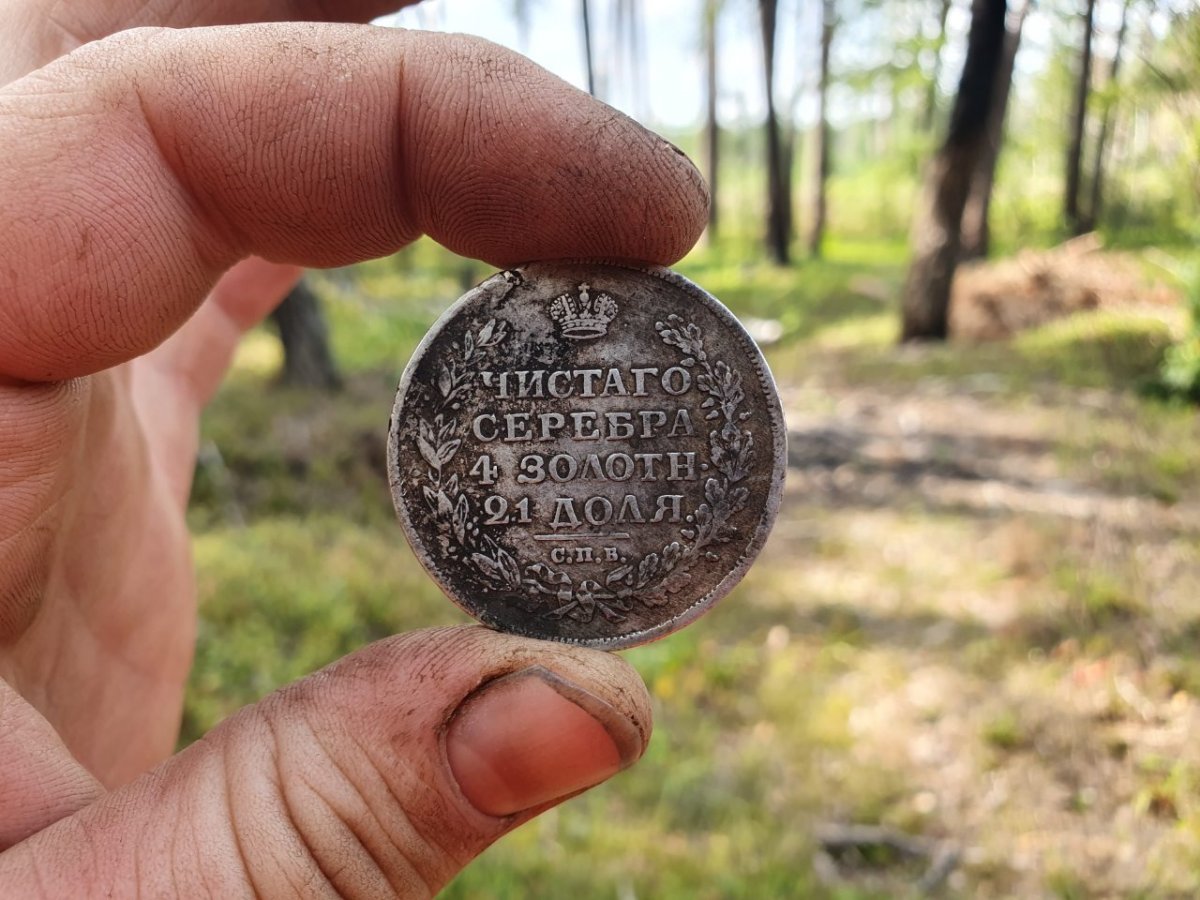 ЧИСТАГО
СЕРЕБРА
4 ЗОЛОТН.
21 ДОЛЯ
С.П.Б.